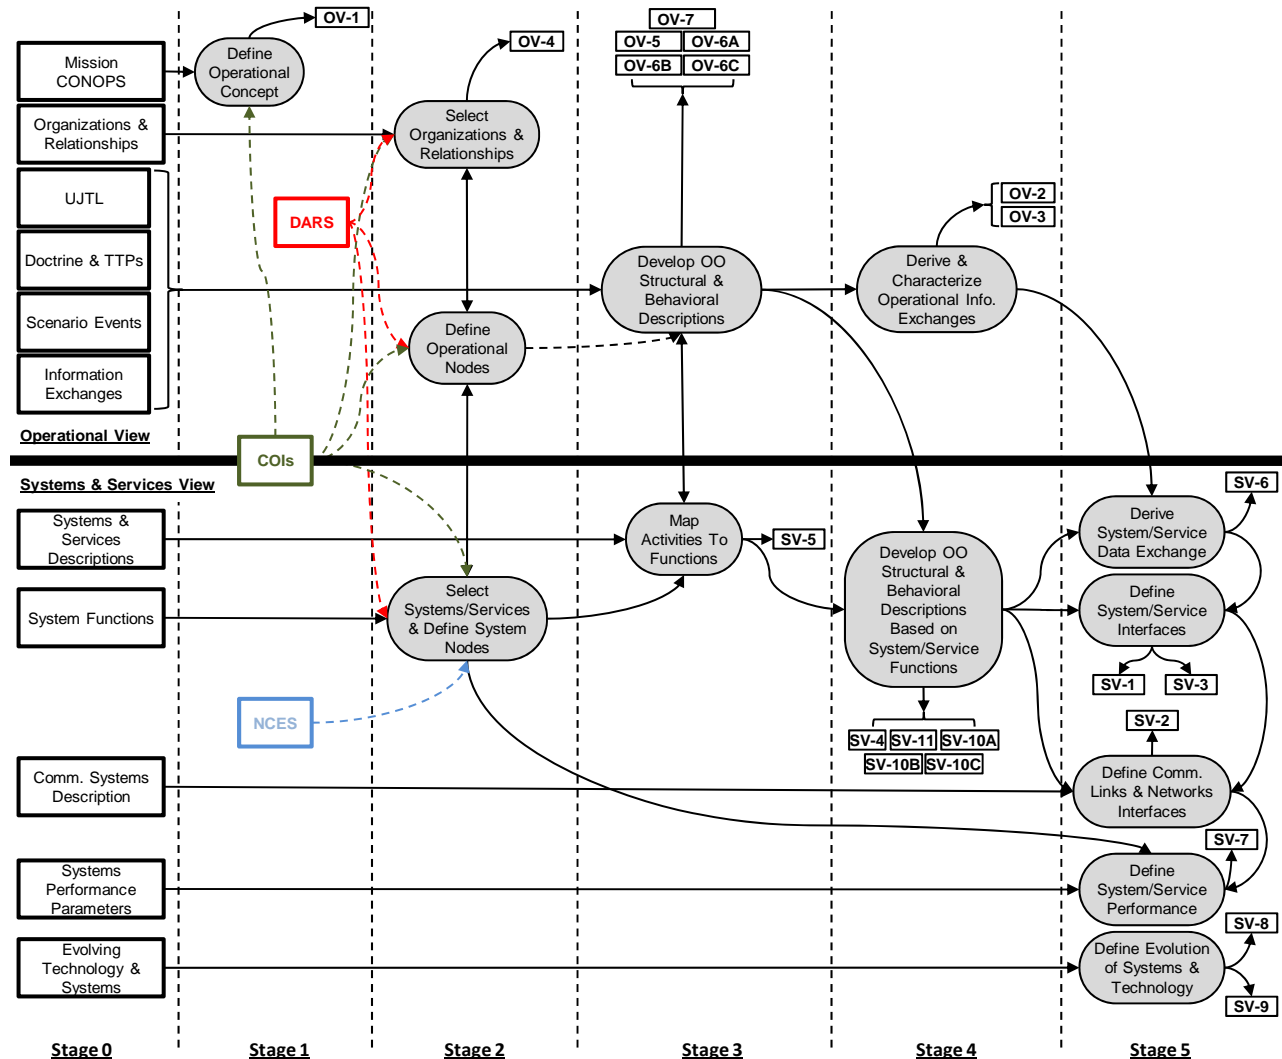 OV-1
Mission
CONOPS
Define
Operational
Concept
OV-4
OV-7
OV-5
OV-6A
OV-6B
OV-6C
Organizations &
Relationships
Select
Organizations &
Relationships
UJTL
DARS
OV-2
OV-3
Doctrine & TTPs
Develop OO
Structural &
Behavioral
Descriptions
Derive &
Characterize
Operational Info.
Exchanges
Scenario Events
Define
Operational
Nodes
Information
Exchanges
Operational View
COIs
Systems & Services View
SV-6
Systems &
Services
Descriptions
Map
Activities To
Functions
SV-5
Derive
System/Service
Data Exchange
Develop OO
Structural &
Behavioral
Descriptions
Based on
System/Service
Functions
System Functions
Select
Systems/Services
& Define System
Nodes
Define
System/Service
Interfaces
SV-1
SV-3
NCES
SV-4
SV-11
SV-10A
SV-10B
SV-10C
SV-2
Comm. Systems
Description
Define Comm.
Links & Networks
Interfaces
SV-7
Systems
Performance
Parameters
Define
System/Service
Performance
SV-8
Evolving
Technology &
Systems
Define Evolution
of Systems &
Technology
SV-9
Stage 0
Stage 1
Stage 2
Stage 3
Stage 4
Stage 5